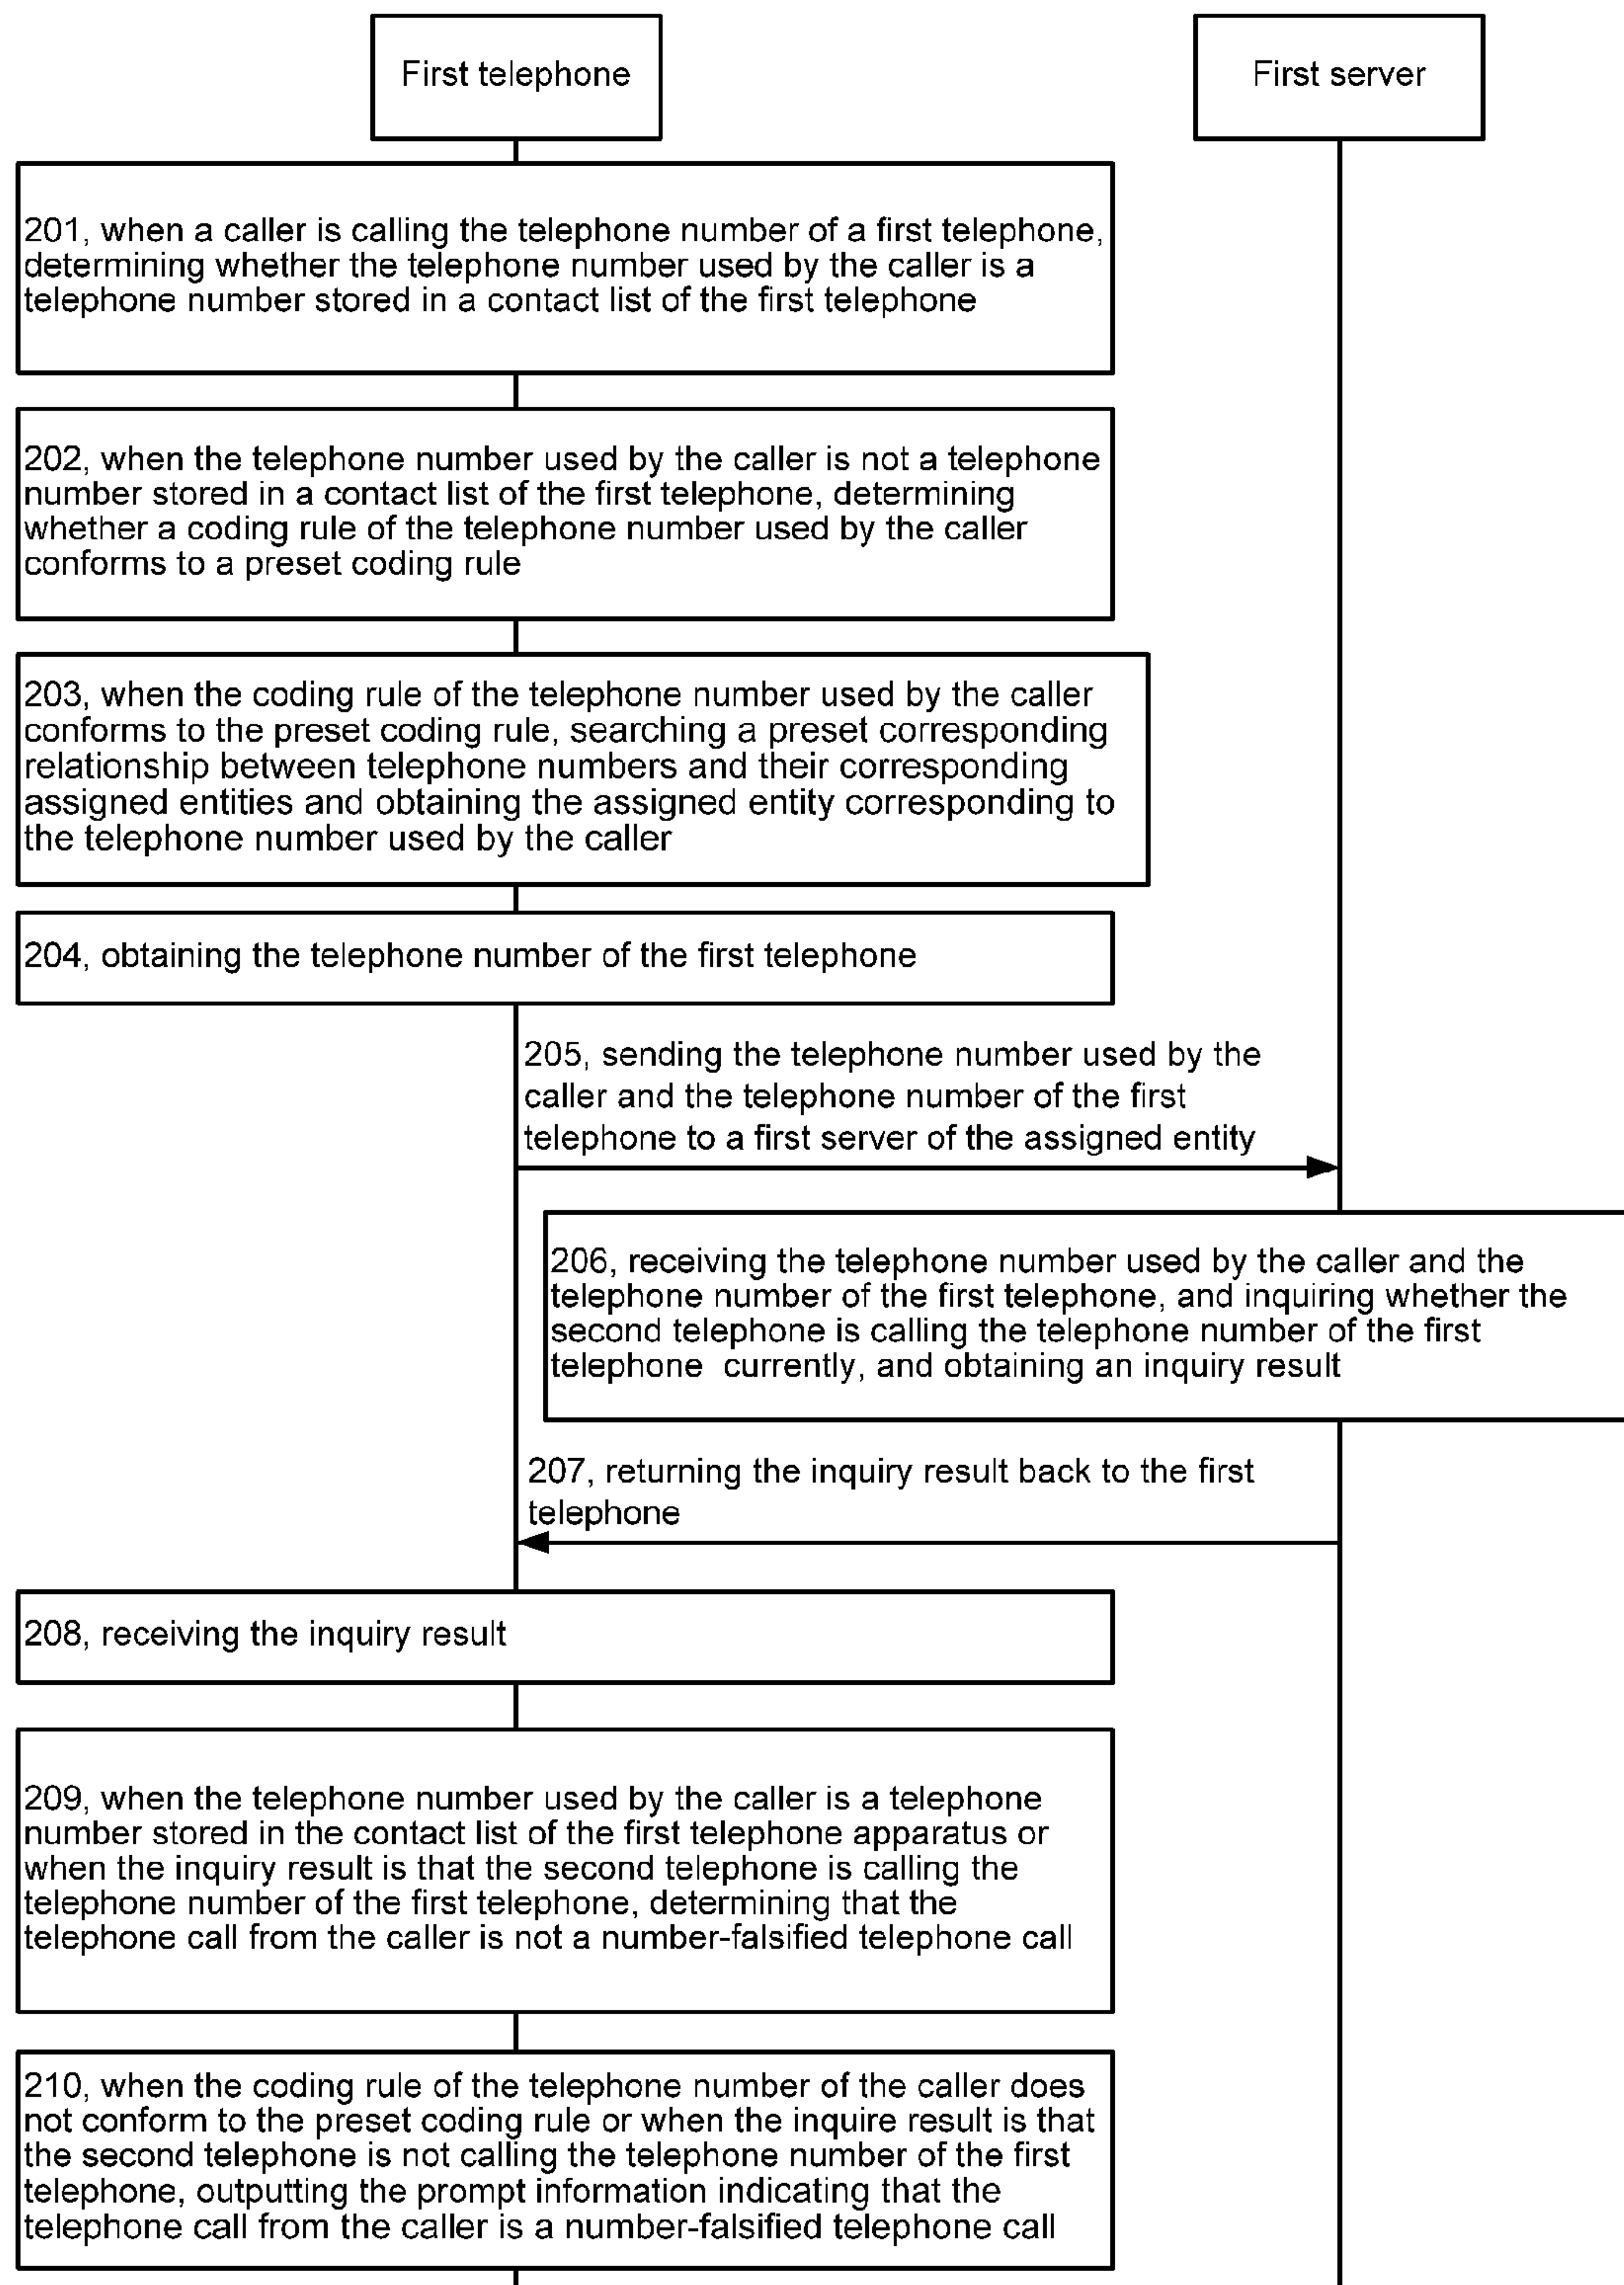 First telephone
First server
201, when a caller is calling the telephone number of a first telephone,
determining whether the telephone number used by the caller is a
telephone number stored in a contact list of the first telephone
202, when the telephone number used by the caller is not a telephone
number stored in a contact list of the first telephone, determining
whether a coding rule of the telephone number used by the caller
conforms to a preset coding rule
203, when the coding rule of the telephone number used by the caller
conforms to the preset coding rule, searching a preset corresponding
relationship between telephone numbers and their corresponding
assigned entities and obtaining the assigned entity corresponding to
the telephone number used by the caller
204, obtaining the telephone number of the first telephone
205, sending the telephone number used by the
caller and the telephone number of the first
telephone to a first server of the assigned entity
206, receiving the telephone number used by the caller and the
telephone number of the first telephone, and inquiring whether the
second telephone is calling the telephone number of the first
telephone  currently, and obtaining an inquiry result
207, returning the inquiry result back to the first
telephone
208, receiving the inquiry result
209, when the telephone number used by the caller is a telephone
number stored in the contact list of the first telephone apparatus or
when the inquiry result is that the second telephone is calling the
telephone number of the first telephone, determining that the
telephone call from the caller is not a number-falsified telephone call
210, when the coding rule of the telephone number of the caller does
not conform to the preset coding rule or when the inquire result is that
the second telephone is not calling the telephone number of the first
telephone, outputting the prompt information indicating that the
telephone call from the caller is a number-falsified telephone call